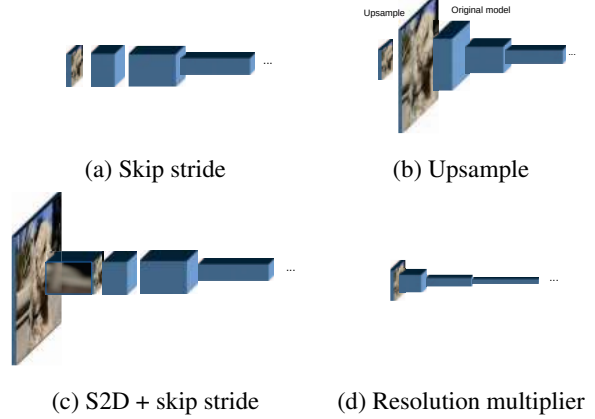 Upsample
Original model
...
...
(a) Skip stride
(b) Upsample
...
...
(c) S2D + skip stride
(d) Resolution multiplier